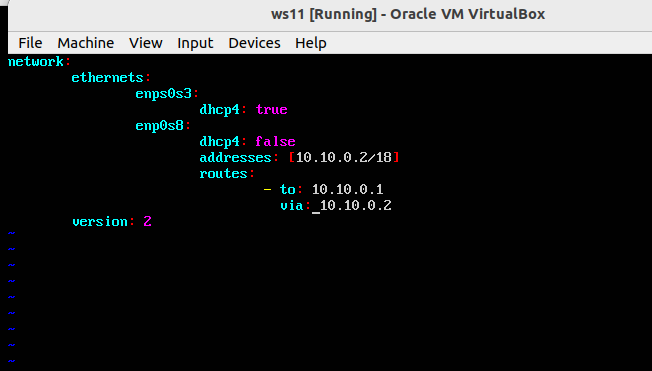 ws11 [Running] - Oracle VM VirtualBox
File Machine View Input Devices Help
network:
ethernets:
enps0s3:
dhcp4: true
enp0s8:
dhcp4: false
addresses: [10.10.0.2/18]
routes:
- to: 10.10.0.1
via: 10.10.0.2
version: 2
~
~
~
~
~
~
~
~
~